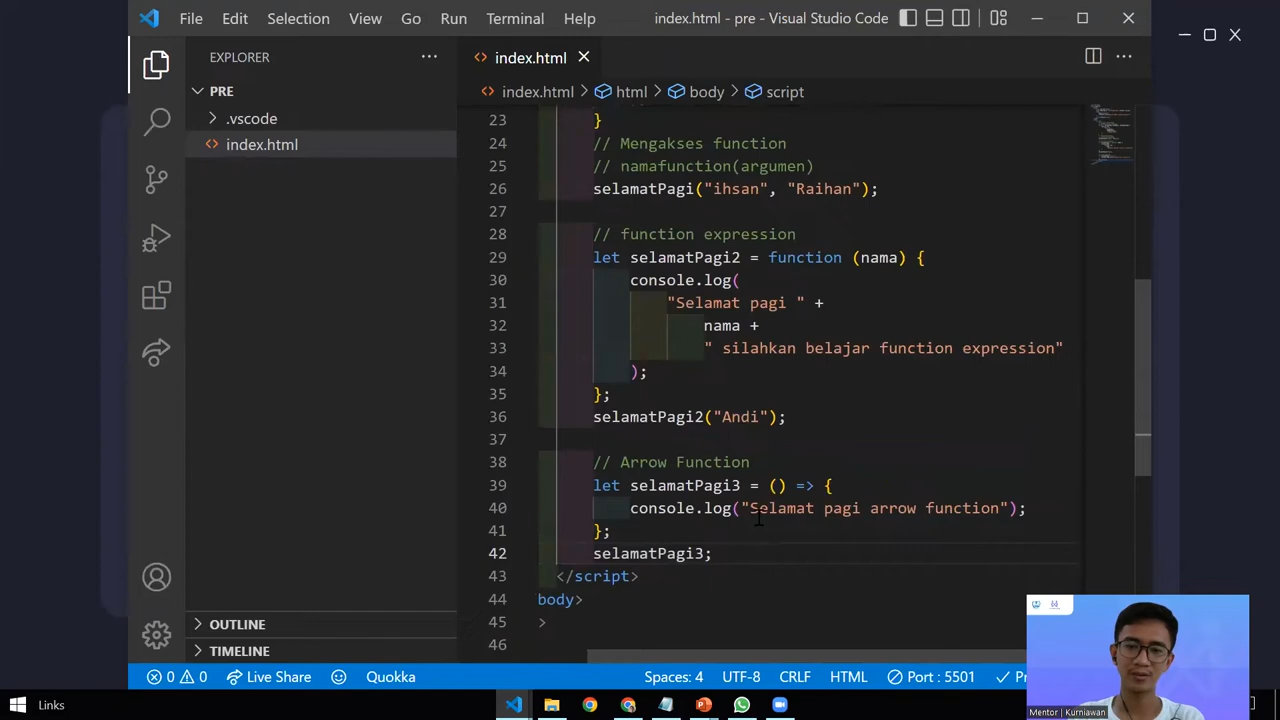 File Edit Selection View Go Run Terminal Help index.html - pre - Visual Studio Code
EXPLORER
index.html
PRE
index.html html body script
.vscode
index.html
23 }
24 // Mengakses function
25 // namafunction(argumen)
26 selamatPagi("ihsan", "Raihan");
27
28 // function expression
29 let selamatPagi2 = function (nama) {
30 console.log(
31 "Selamat pagi " +
32 nama +
33 " silahkan belajar function expression"
34 );
35 };
36 selamatPagi2("Andi");
37
38 // Arrow Function
39 let selamatPagi3 = () => {
40 console.log("Selamat pagi arrow function");
41 };
42 selamatPagi3;
43 </script>
44 body>
45 >
46
OUTLINE
TIMELINE
0 0 Live Share Quokka Spaces: 4 UTF-8 CRLF HTML Port : 5501
Mentor | Kurniawan
Links